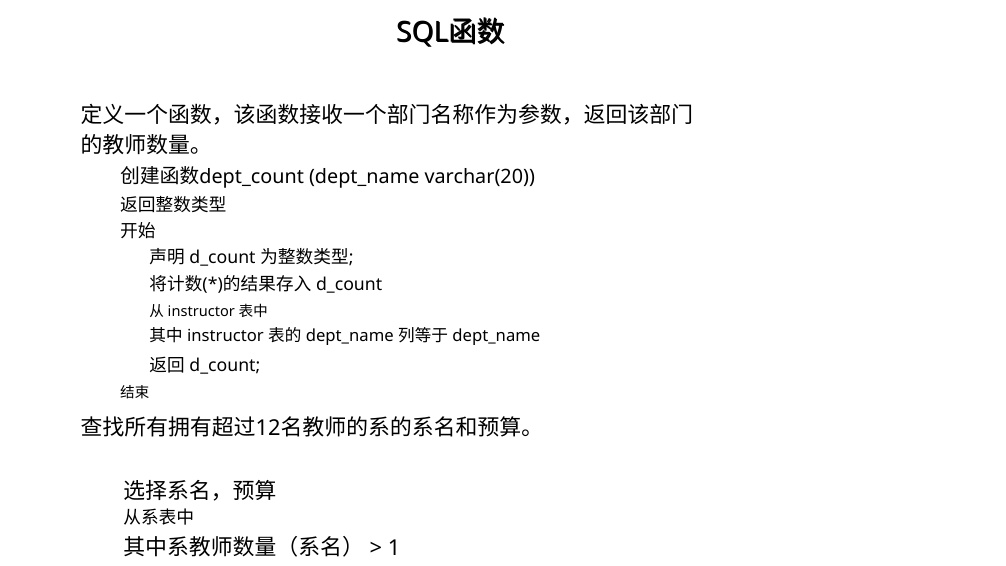 SQL函数
定义一个函数，该函数接收一个部门名称作为参数，返回该部门
的教师数量。
创建函数dept_count (dept_name varchar(20))
返回整数类型
开始
声明 d_count 为整数类型;
将计数(*)的结果存入 d_count
从 instructor 表中
其中 instructor 表的 dept_name 列等于 dept_name
返回 d_count;
结束
查找所有拥有超过12名教师的系的系名和预算。
选择系名，预算
从系表中
其中系教师数量（系名） > 1